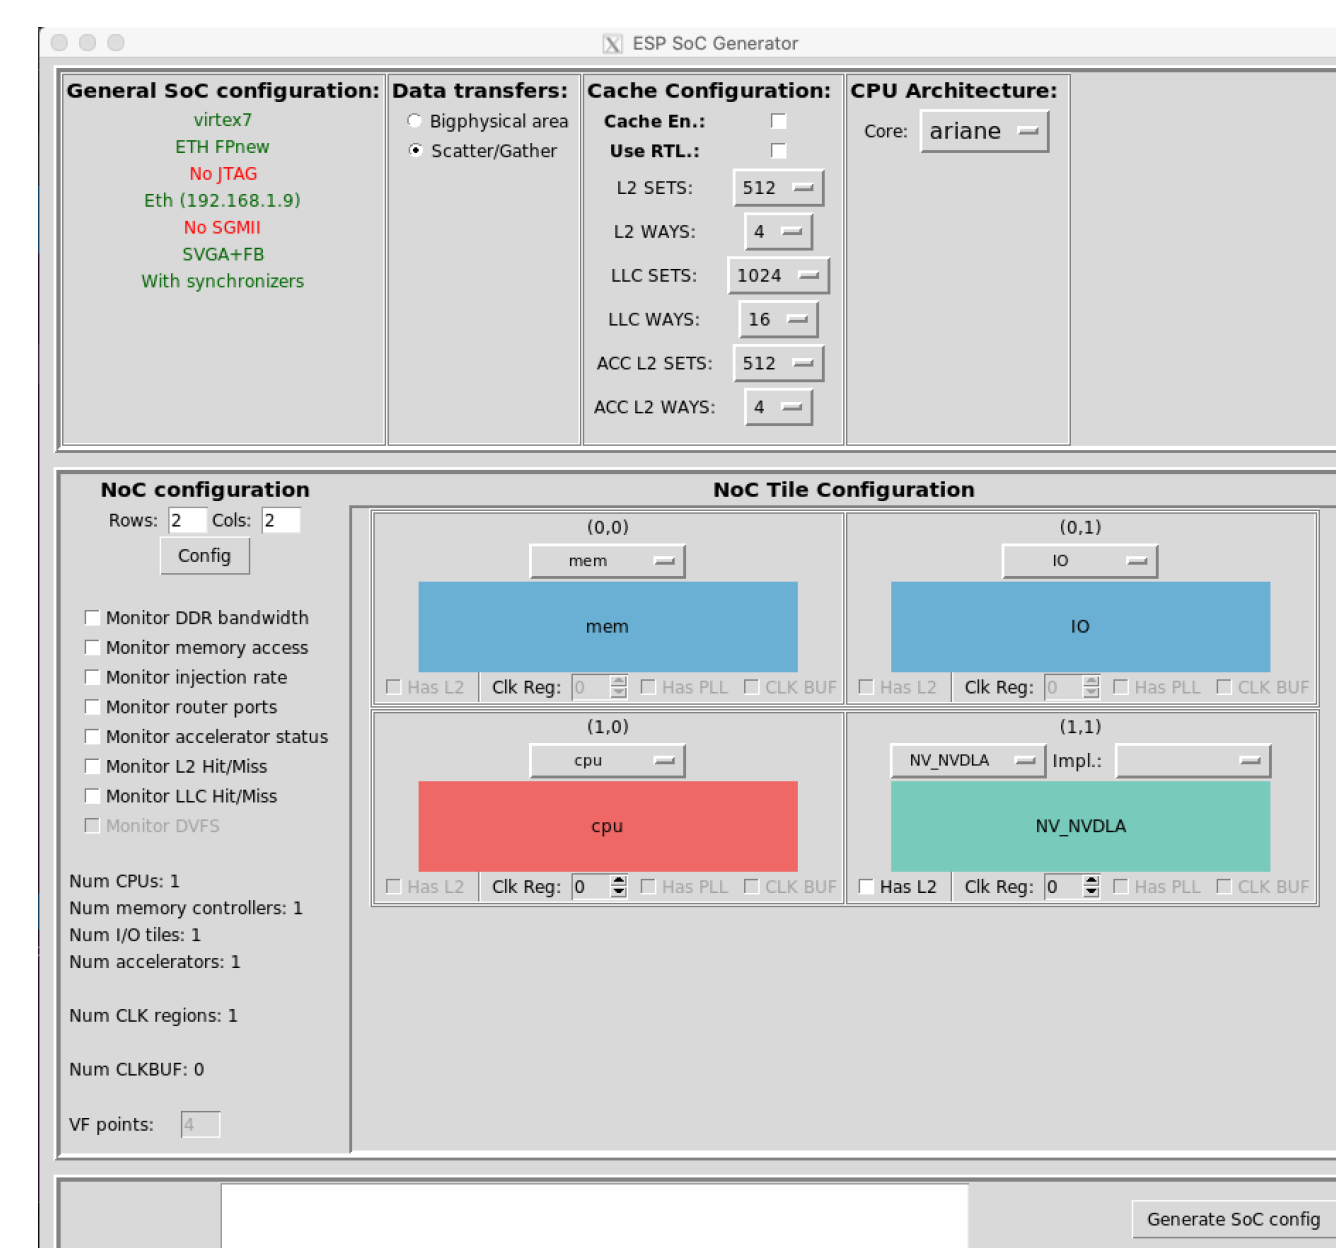 ESP SoC Generator
General SoC configuration:
virtex7
ETH FPnew
No JTAG
Eth (192.168.1.9)
No SGMII
SVGA+FB
With synchronizers
Data transfers:
Bigphysical area
Scatter/Gather
Cache Configuration:
Cache En.:
Use RTL.:
L2 SETS: 512
L2 WAYS: 4
LLC SETS: 1024
LLC WAYS: 16
ACC L2 SETS: 512
ACC L2 WAYS: 4
CPU Architecture:
Core: ariane
NoC configuration
Rows: 2 Cols: 2
Config
Monitor DDR bandwidth
Monitor memory access
Monitor injection rate
Monitor router ports
Monitor accelerator status
Monitor L2 Hit/Miss
Monitor LLC Hit/Miss
Monitor DVFS
Num CPUs: 1
Num memory controllers: 1
Num I/O tiles: 1
Num accelerators: 1
Num CLK regions: 1
Num CLKBUF: 0
VF points: 4
NoC Tile Configuration
(0,0)
mem
mem
Has L2 Clk Reg: 0 Has PLL CLK BUF
(0,1)
IO
IO
Has L2 Clk Reg: 0 Has PLL CLK BUF
(1,0)
cpu
cpu
Has L2 Clk Reg: 0 Has PLL CLK BUF
(1,1)
NV_NVDLA Impl.:
NV_NVDLA
Has L2 Clk Reg: 0 Has PLL CLK BUF
Generate SoC config